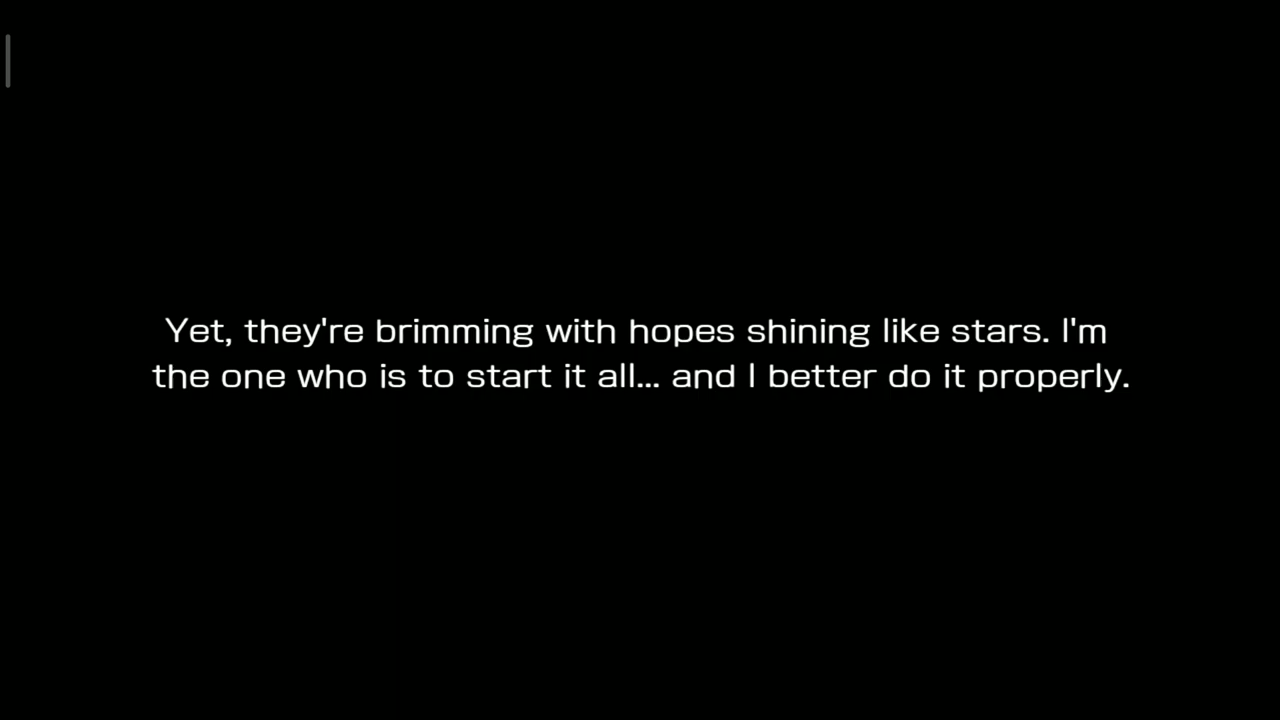 Yet, they're brimming with hopes shining like stars. I'm
the one who is to start it all... and I better do it properly.